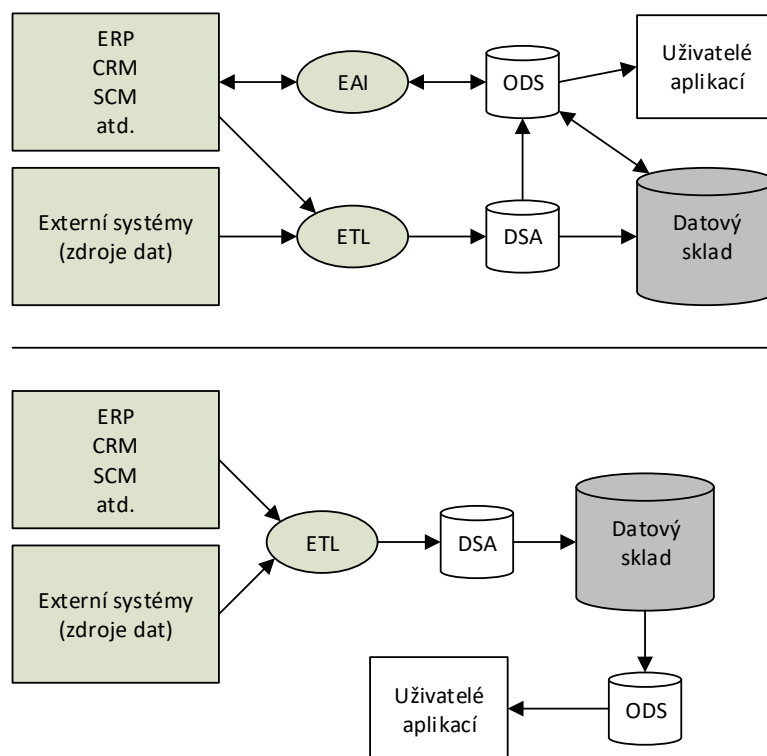 ERP
CRM
SCM
atd.
EAI
ODS
Uživatelé
aplikací
Externí systémy
(zdroje dat)
ETL
DSA
Datový
sklad
ERP
CRM
SCM
atd.
Externí systémy
(zdroje dat)
ETL
DSA
Datový
sklad
Uživatelé
aplikací
ODS